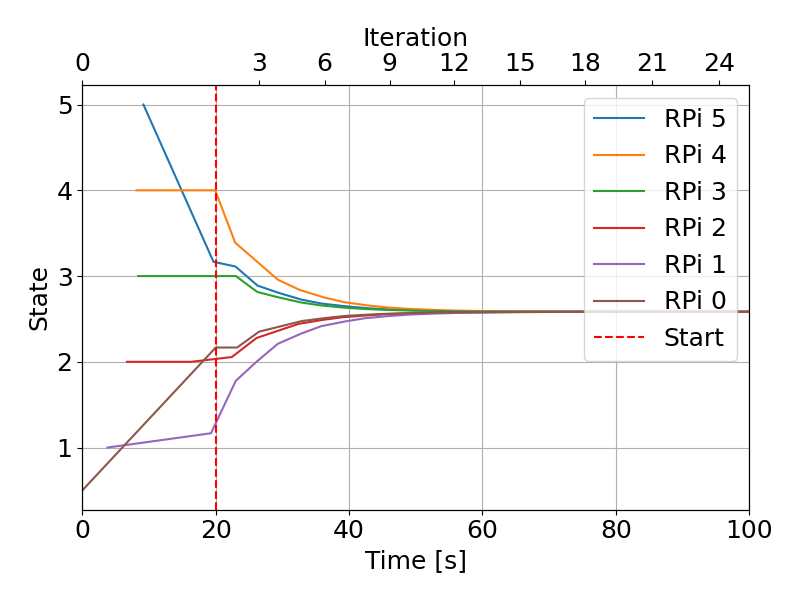 Iteration
0 3 6 9 12 15 18 21 24
5
4
3
2
1
State
RPi 5
RPi 4
RPi 3
RPi 2
RPi 1
RPi 0
Start
0 20 40 60 80 100
Time [s]